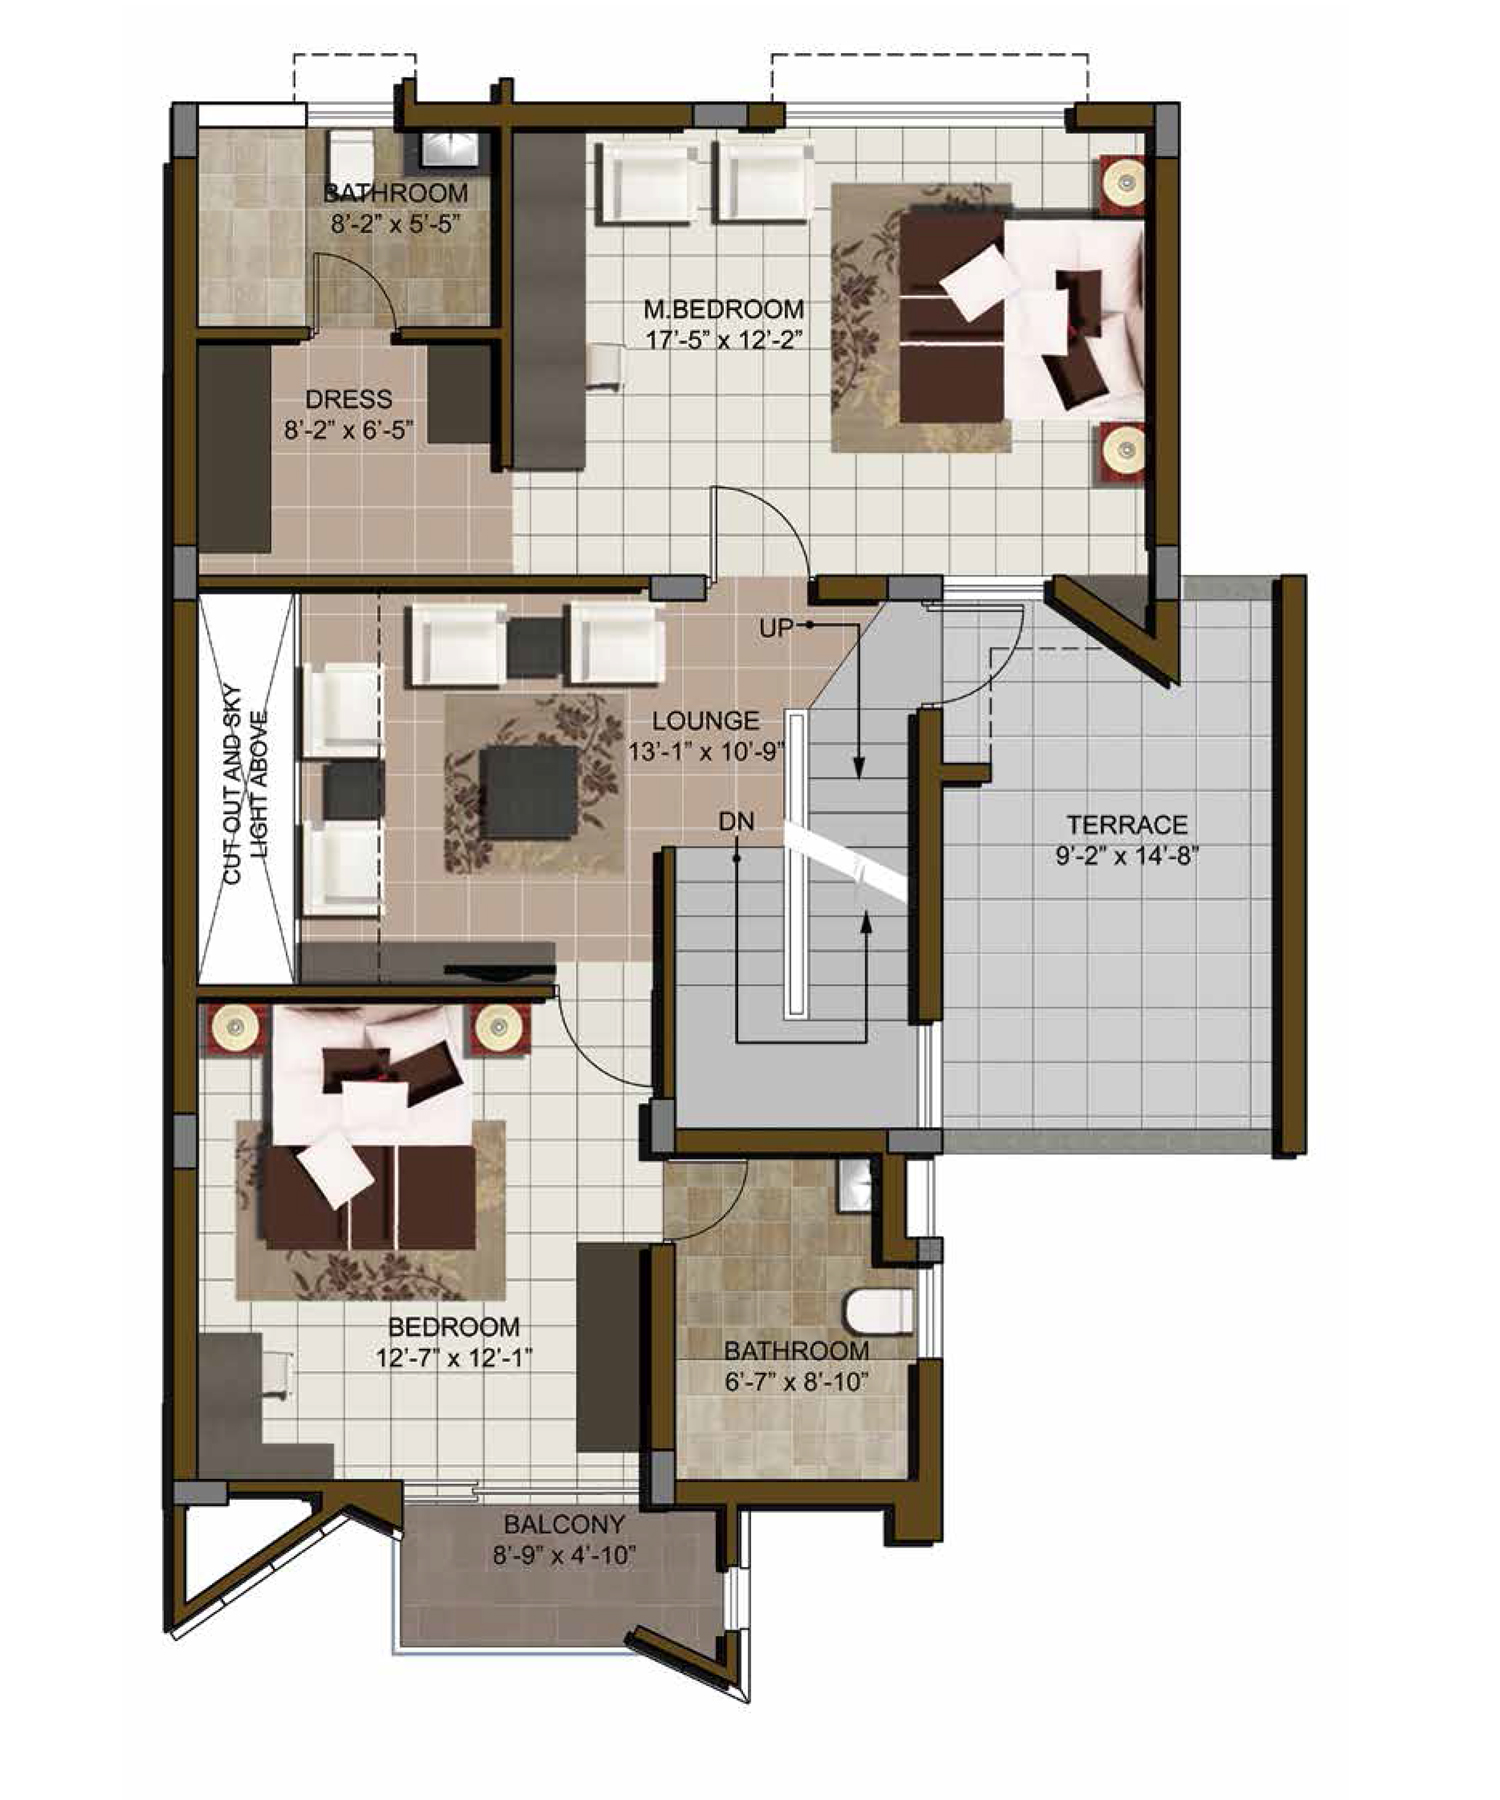 BATHROOM
8'-2" x 5'-5"
M.BEDROOM
17'-5" x 12'-2"
DRESS
8'-2" x 6'-5"
UP
LOUNGE
13'-1" x 10'-9"
CUT OUT AND SKY
LIGHT ABOVE
DN
TERRACE
9'-2" x 14'-8"
BEDROOM
12'-7" x 12'-1"
BATHROOM
6'-7" x 8'-10"
BALCONY
8'-9" x 4'-10"